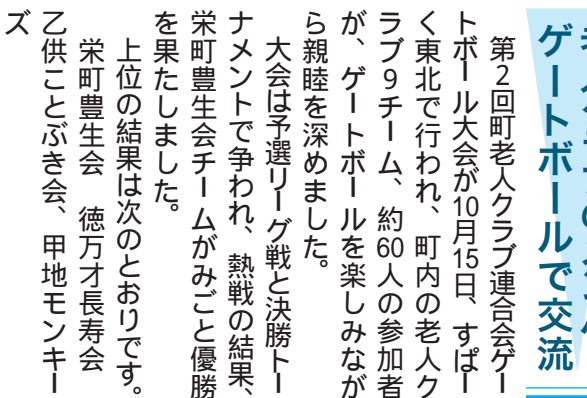 ゲートボールで交流
第2回町老人クラブ連合会ゲー
トボール大会が10月15日、すぱー
く東北で行われ、町内の老人ク
ラブ9チーム、約60人の参加者
が、ゲートボールを楽しみなが
ら親睦を深めました。
大会は予選リーグ戦と決勝トー
ナメントで争われ、熱戦の結果、
栄町豊生会チームがみごと優勝
を果たしました。
上位の結果は次のとおりです。
栄町豊生会　徳万才長寿会
乙供ことぶき会、甲地モンキー
ズ